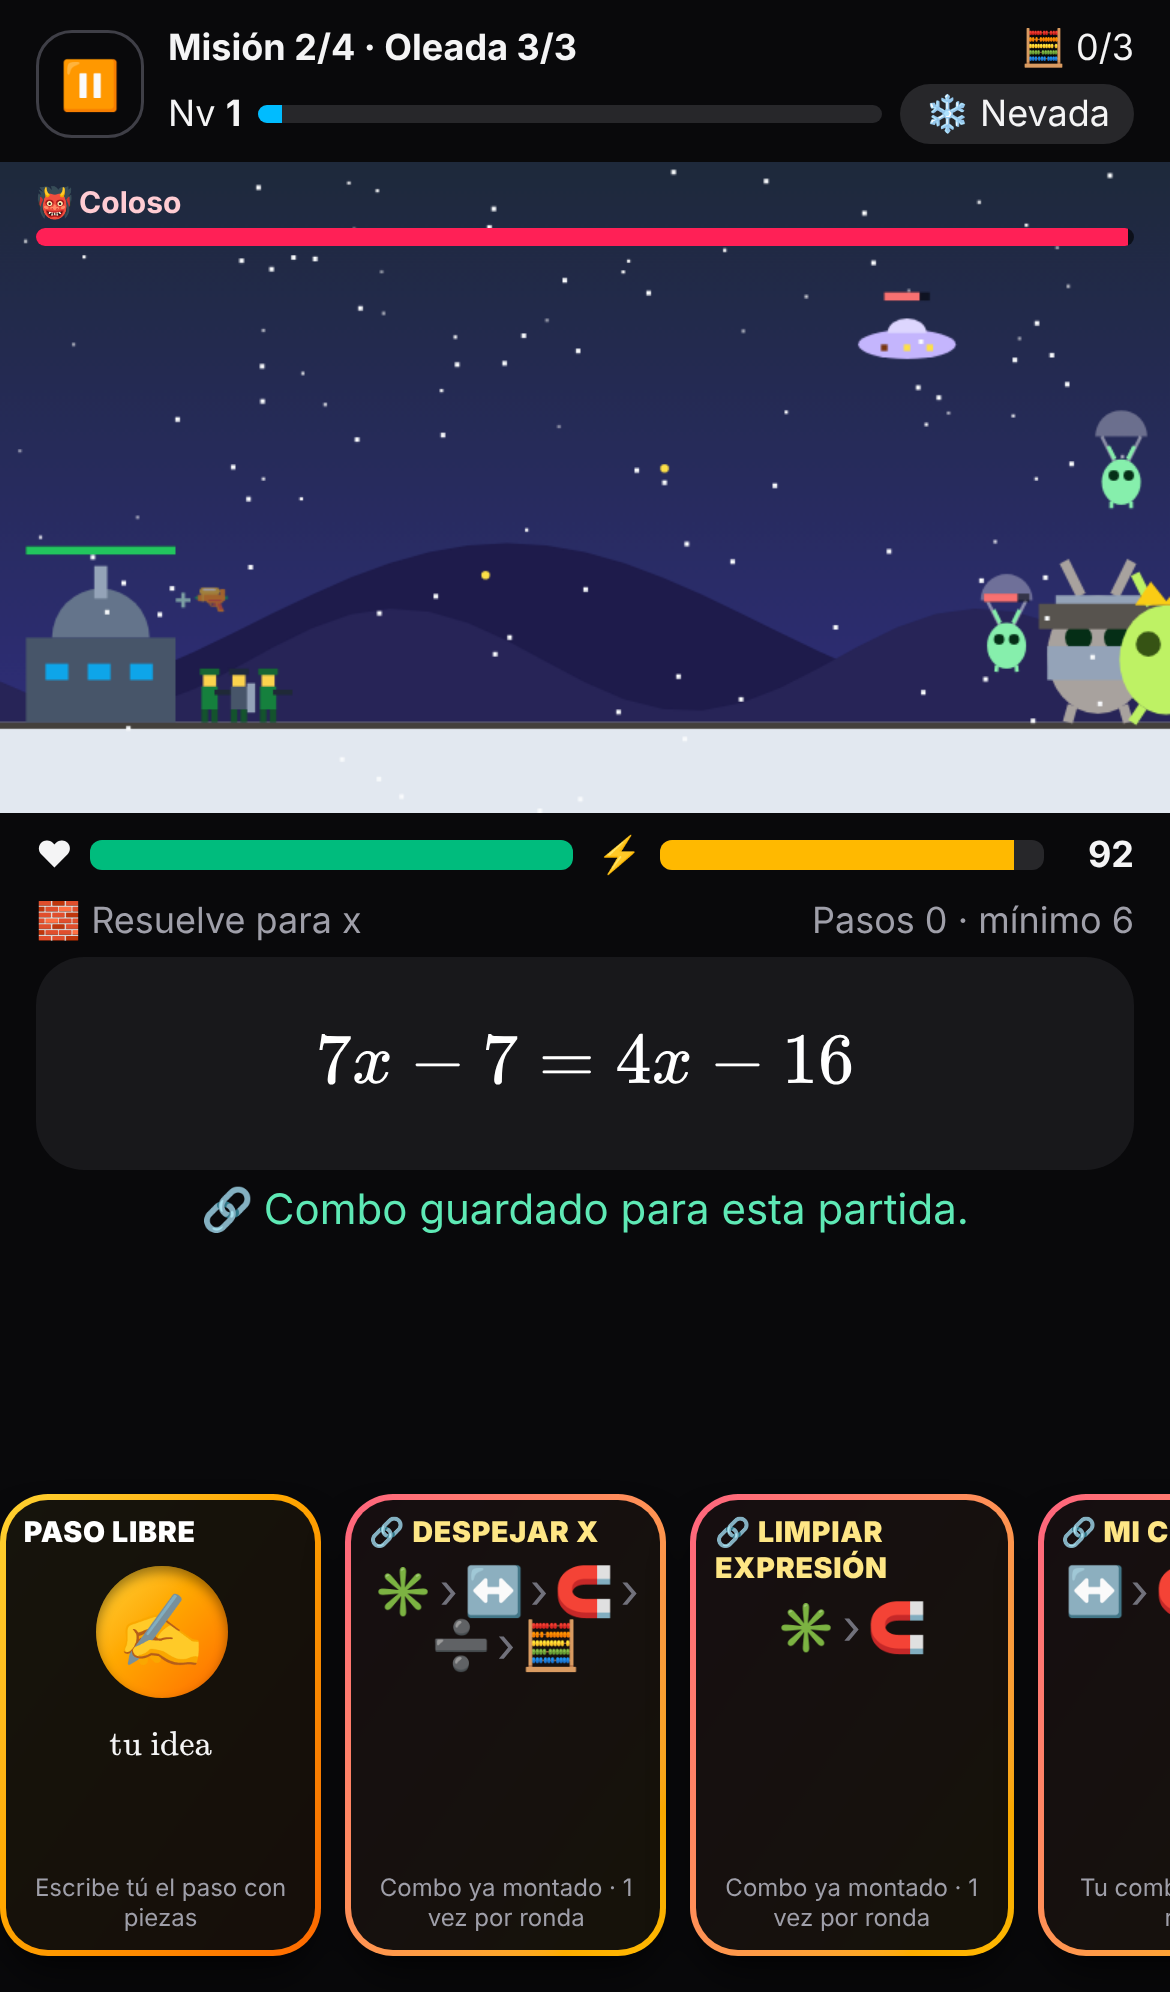 Misión 2/4 · Oleada 3/3
0/3
Nv 1
Nevada
Coloso
92
Resuelve para x
Pasos 0 · mínimo 6
7x − 7 = 4x − 16
Combo guardado para esta partida.
PASO LIBRE
tu idea
Escribe tú el paso con
piezas
DESPEJAR X
Combo ya montado · 1
vez por ronda
LIMPIAR
EXPRESIÓN
Combo ya montado · 1
vez por ronda
MI
Tu